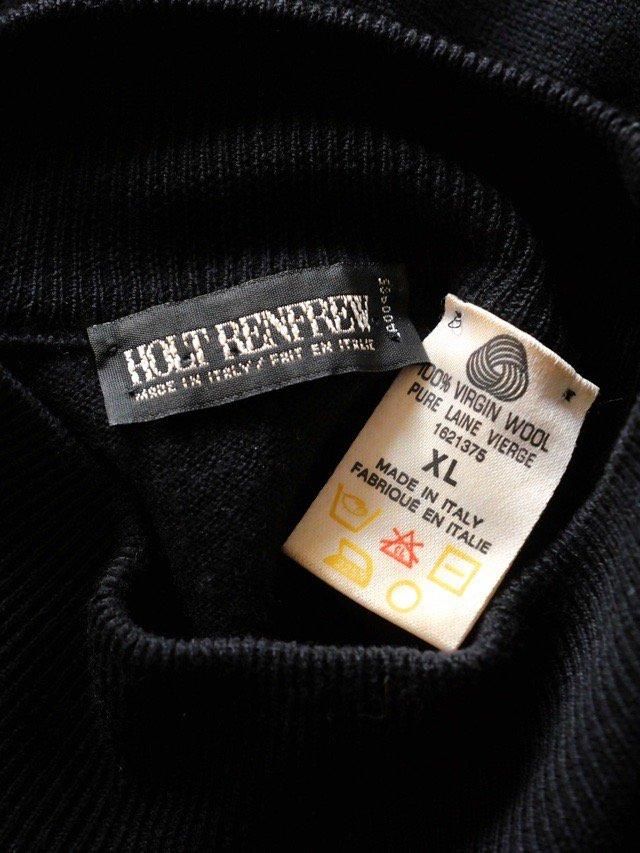 HOLT RENFREW
MADE IN ITALY / FAIT EN ITALIE
100% VIRGIN WOOL
PURE LAINE VIERGE
1621375
XL
MADE IN ITALY
FABRIQUÉ EN ITALIE